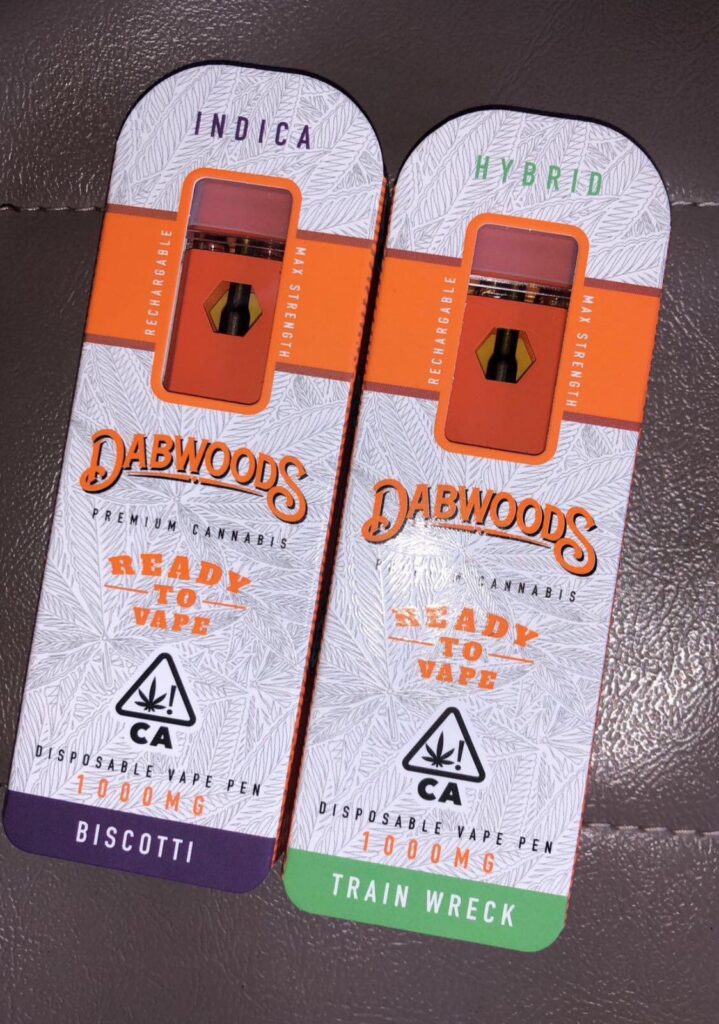 INDICA
RECHARGABLE
MAX STRENGTH
DABWOODS
PREMIUM CANNABIS
READY
TO
VAPE
!
CA
DISPOSABLE VAPE PEN
1000MG
BISCOTTI
HYBRID
RECHARGABLE
MAX STRENGTH
DABWOODS
PREMIUM CANNABIS
READY
TO
VAPE
!
CA
DISPOSABLE VAPE PEN
1000MG
TRAIN WRECK